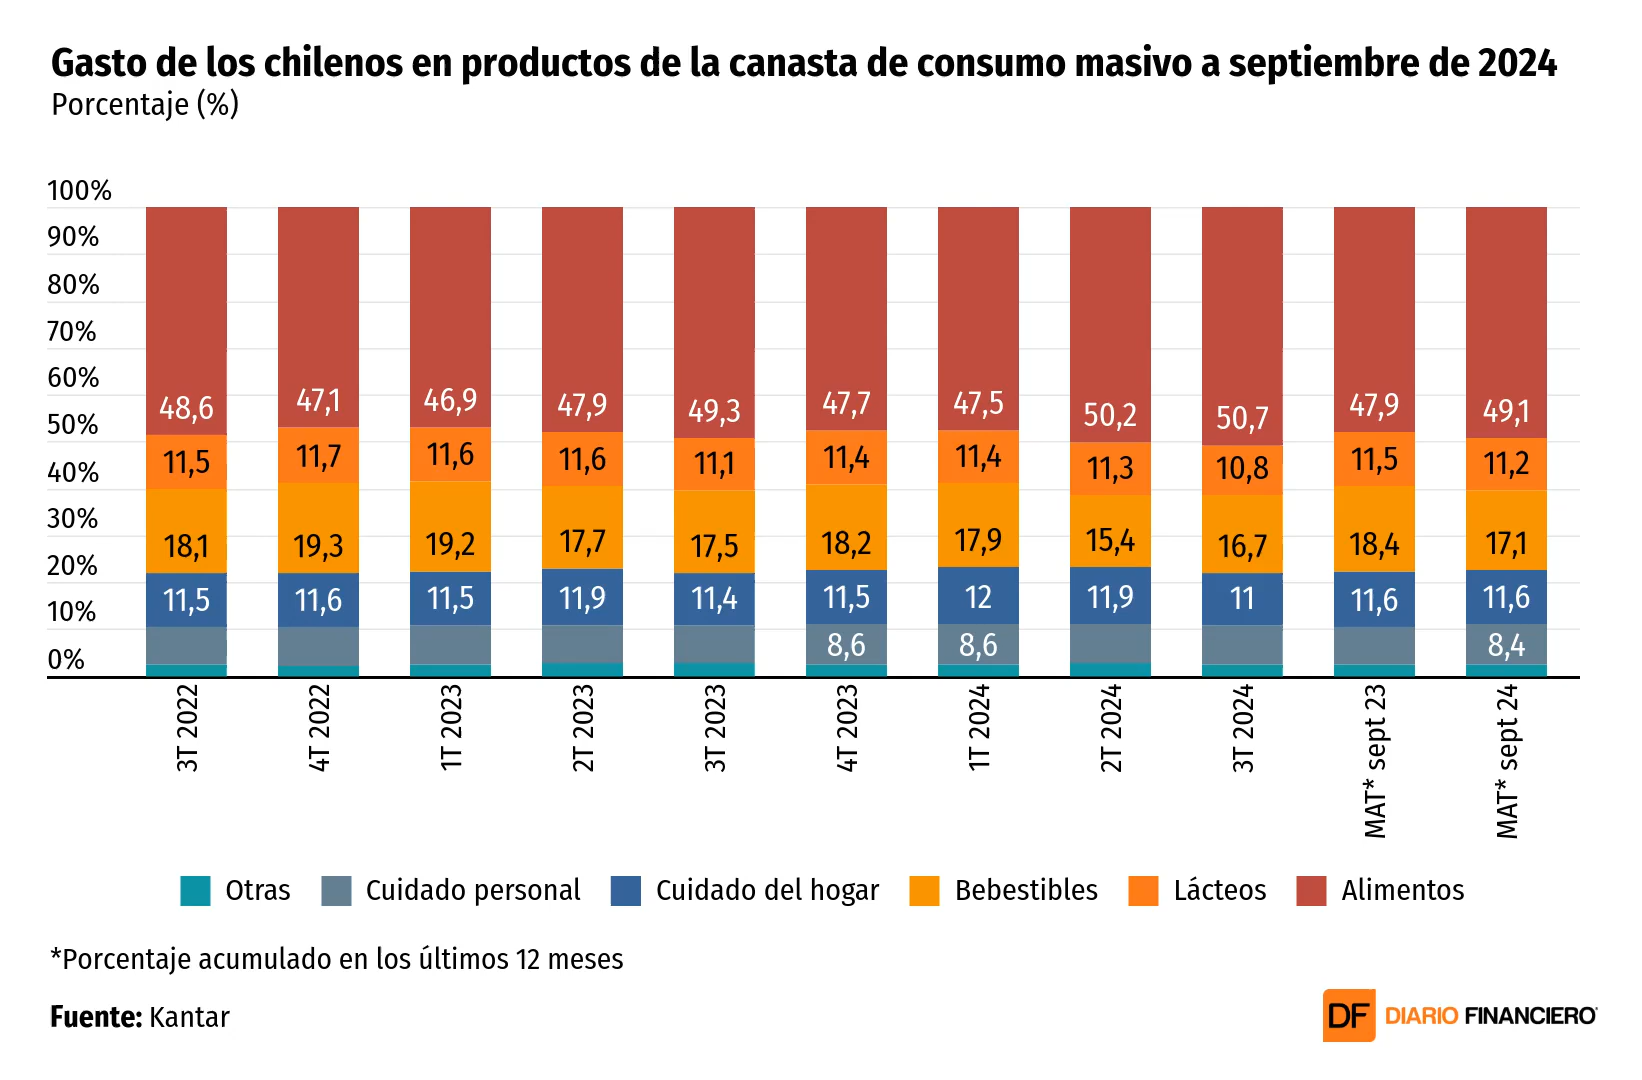 Gasto de los chilenos en productos de la canasta de consumo masivo a septiembre de 2024
Porcentaje (%)
100%
90%
80%
70%
60%
50%
40%
30%
20%
10%
0%
48,6 47,1 46,9 47,9 49,3 47,7 47,5 50,2 50,7 47,9 49,1
11,5 11,7 11,6 11,6 11,1 11,4 11,4 11,3 10,8 11,5 11,2
18,1 19,3 19,2 17,7 17,5 18,2 17,9 15,4 16,7 18,4 17,1
11,5 11,6 11,5 11,9 11,4 11,5 12 11,9 11 11,6 11,6
8,6 8,6 8,4
3T 2022
4T 2022
1T 2023
2T 2023
3T 2023
4T 2023
1T 2024
2T 2024
3T 2024
MAT* sept 23
MAT* sept 24
Otras Cuidado personal Cuidado del hogar Bebestibles Lácteos Alimentos
*Porcentaje acumulado en los últimos 12 meses
Fuente: Kantar
DF DIARIO FINANCIERO